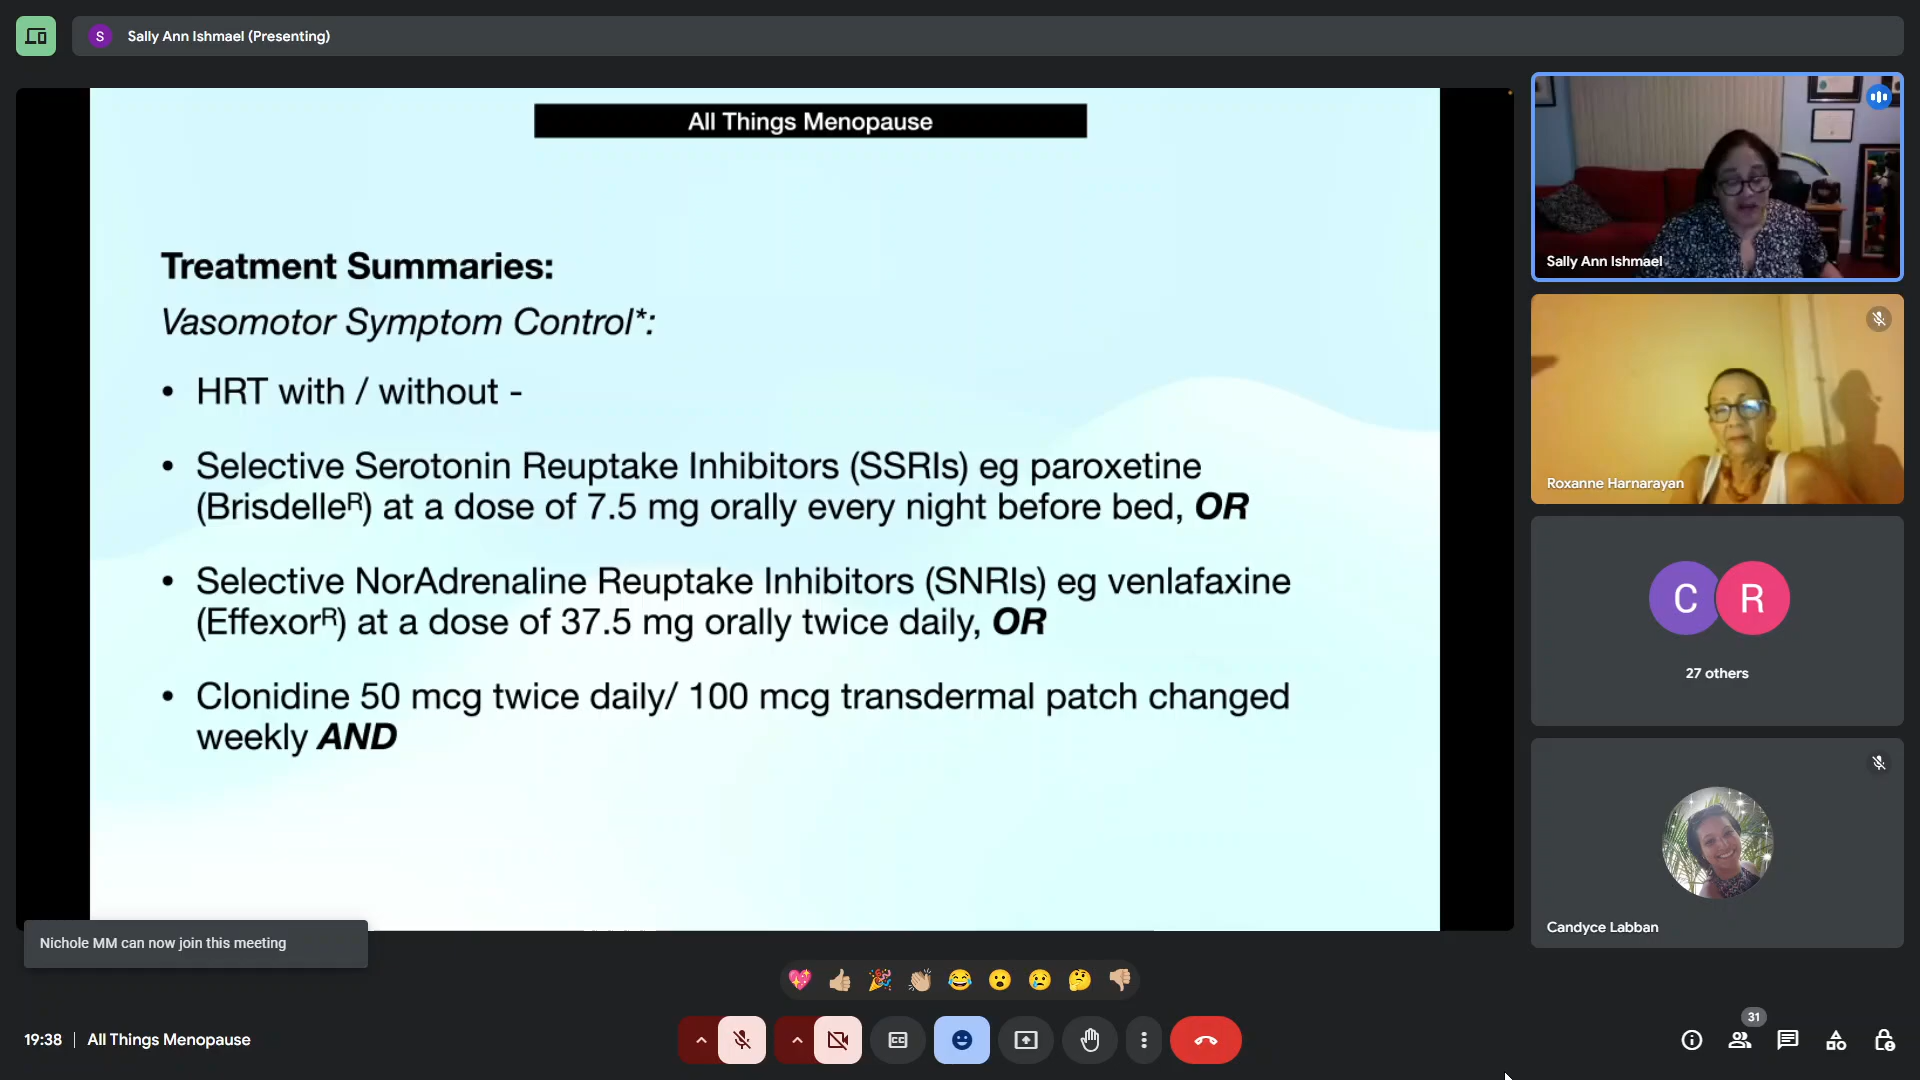 S Sally Ann Ishmael (Presenting)
All Things Menopause
Treatment Summaries:
Vasomotor Symptom Control*:
• HRT with / without -
• Selective Serotonin Reuptake Inhibitors (SSRIs) eg paroxetine
(Brisdelleᴿ) at a dose of 7.5 mg orally every night before bed, OR
• Selective NorAdrenaline Reuptake Inhibitors (SNRIs) eg venlafaxine
(Effexorᴿ) at a dose of 37.5 mg orally twice daily, OR
• Clonidine 50 mcg twice daily/ 100 mcg transdermal patch changed
weekly AND
Sally Ann Ishmael
Roxanne Harnarayan
C R
27 others
Candyce Labban
Nichole MM can now join this meeting
19:38 | All Things Menopause
CC
31